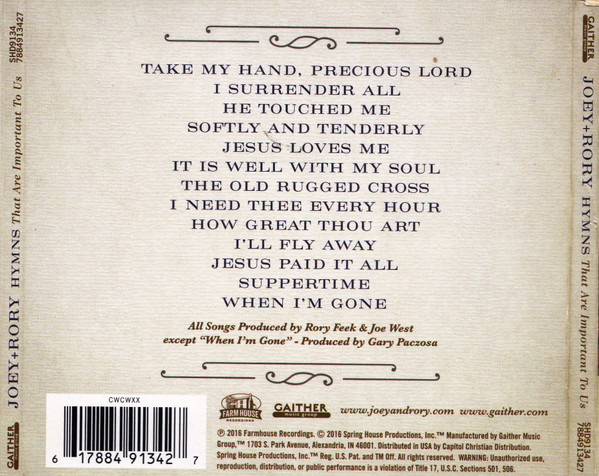 SHD9134
7884913427
JOEY+RORY HYMNS That Are Important To Us
GAITHER
music group
TAKE MY HAND, PRECIOUS LORD
I SURRENDER ALL
HE TOUCHED ME
SOFTLY AND TENDERLY
JESUS LOVES ME
IT IS WELL WITH MY SOUL
THE OLD RUGGED CROSS
I NEED THEE EVERY HOUR
HOW GREAT THOU ART
I'LL FLY AWAY
JESUS PAID IT ALL
SUPPERTIME
WHEN I'M GONE
All Songs Produced by Rory Feek & Joe West
except "When I'm Gone" - Produced by Gary Paczosa
CWCWXX
6 17884 91342 7
FARM HOUSE
RECORDINGS
GAITHER
music group
www.joeyandrory.com
www.gaither.com
℗ 2016 Farmhouse Recordings. © 2016 Spring House Productions, Inc.™ Manufactured by Gaither Music
Group,™ 1703 S. Park Avenue, Alexandria, IN 46001. Distributed in USA by Capitol Christian Distribution.
Spring House Productions, Inc.™ Reg. U.S. Pat. and TM Off. All rights reserved. WARNING: Unauthorized use,
reproduction, distribution, or public performance is a violation of Title 17, U.S.C. Sections 501, 506.
GAITHER
music group
JOEY+RORY HYMNS That Are Important To Us
SHD9134
7884913427